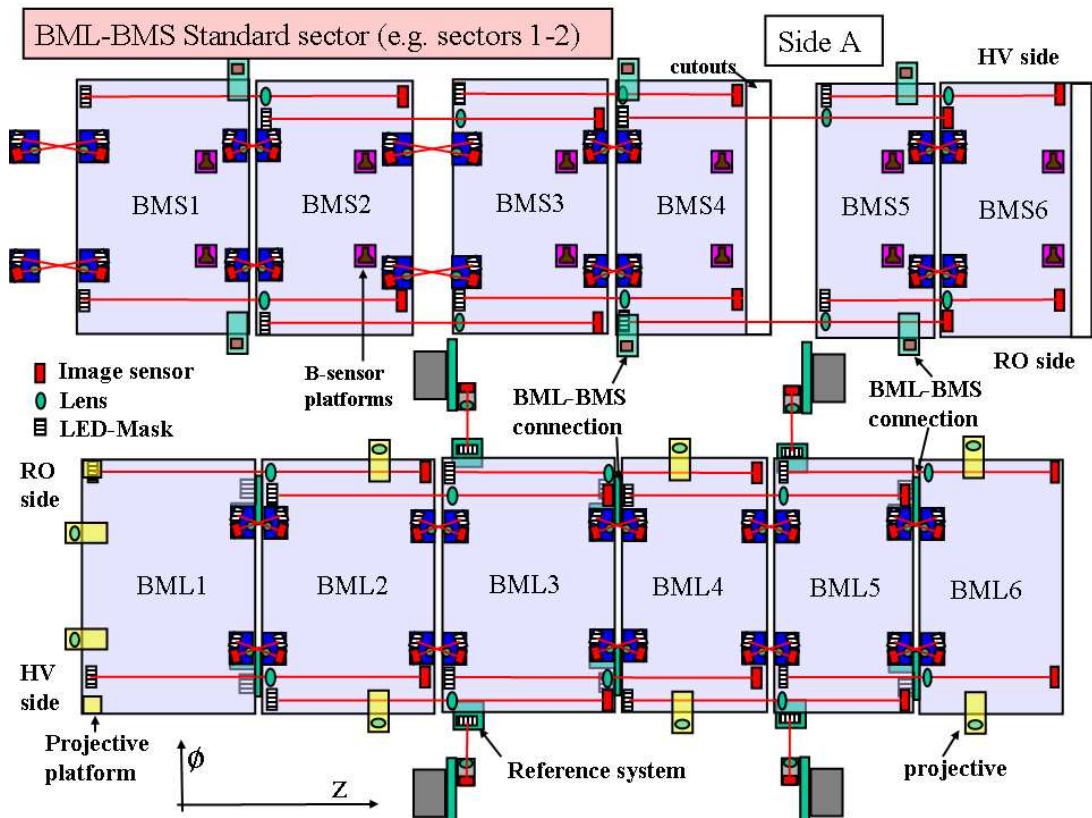 BML-BMS Standard sector (e.g. sectors 1-2)
Side A
HV side
cutouts
BMS1
BMS2
BMS3
BMS4
BMS5
BMS6
RO side
Image sensor
Lens
LED-Mask
B-sensor
platforms
BML-BMS
connection
BML-BMS
connection
RO
side
BML1
BML2
BML3
BML4
BML5
BML6
HV
side
Projective
platform
ϕ
Z
Reference system
projective